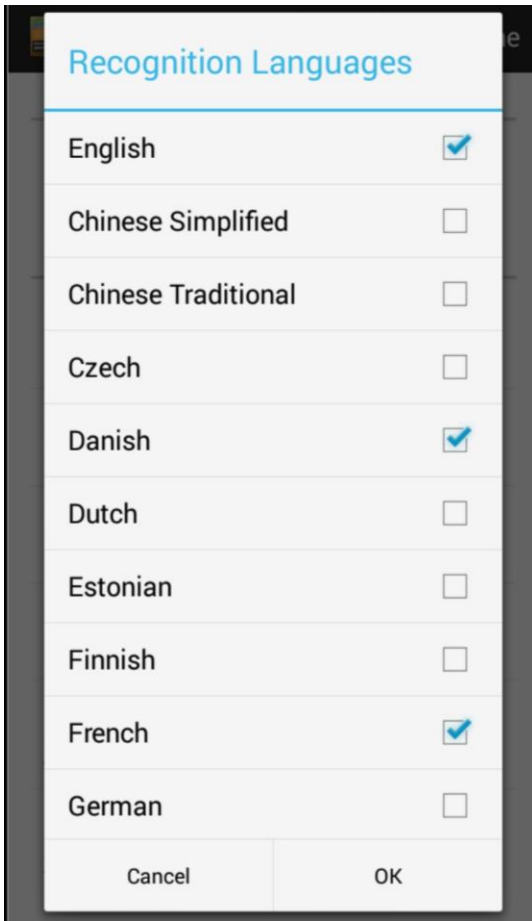 Recognition Languages
English
Chinese Simplified
Chinese Traditional
Czech
Danish
Dutch
Estonian
Finnish
French
German
Cancel OK